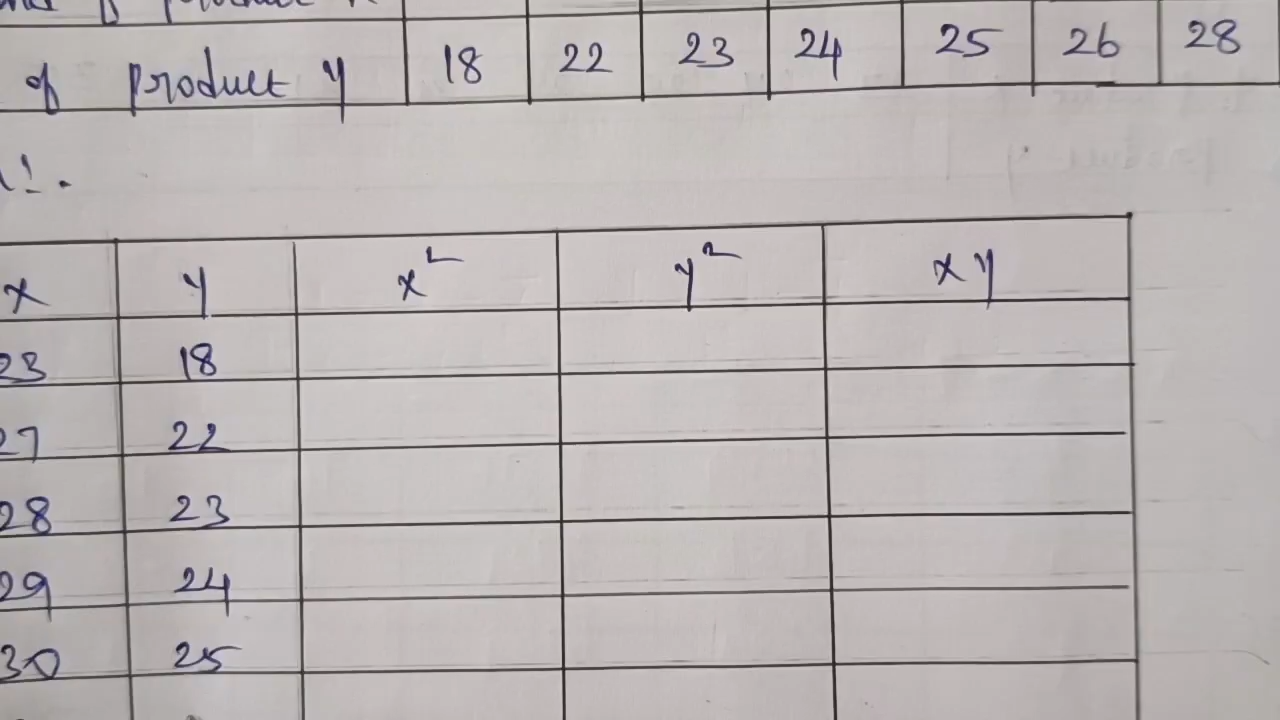 of product y 18 22 23 24 25 26 28
x y x² y² xy
23 18
27 22
28 23
29 24
30 25